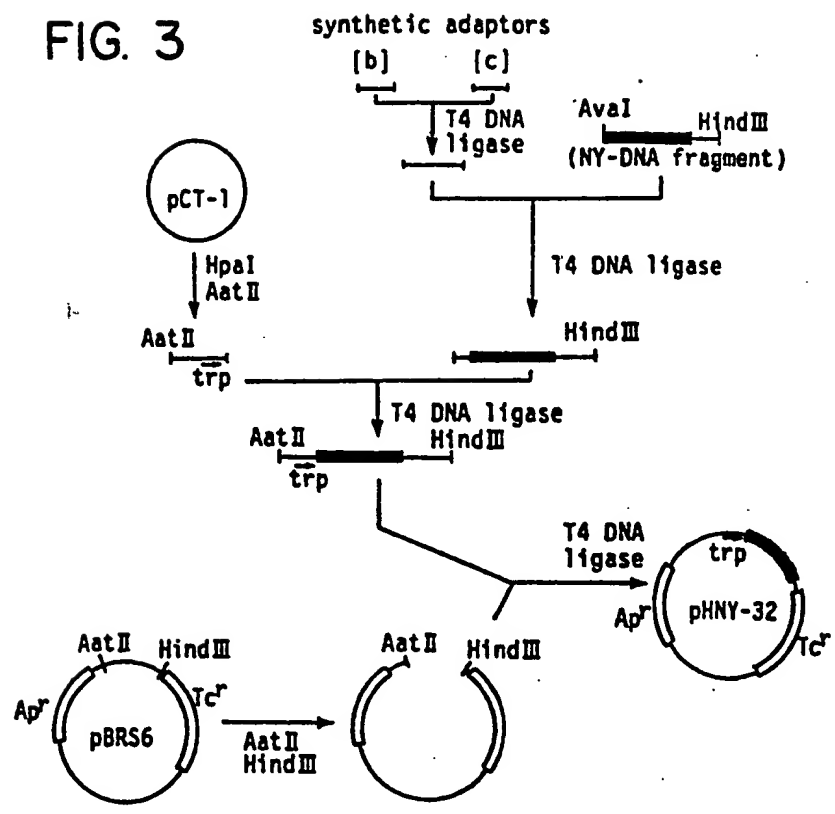 FIG. 3
synthetic adaptors
[b] [c]
T4 DNA
ligase
AvaI
HindⅢ
(NY-DNA fragment)
pCT-1
HpaI
AatⅡ
T4 DNA ligase
AatⅡ
trp
HindⅢ
T4 DNA ligase
AatⅡ
HindⅢ
trp
T4 DNA
ligase
trp
Apr
pHNY-32
Tcr
AatⅡ
HindⅢ
Apr
Tcr
pBRS6
AatⅡ
HindⅢ
AatⅡ
HindⅢ